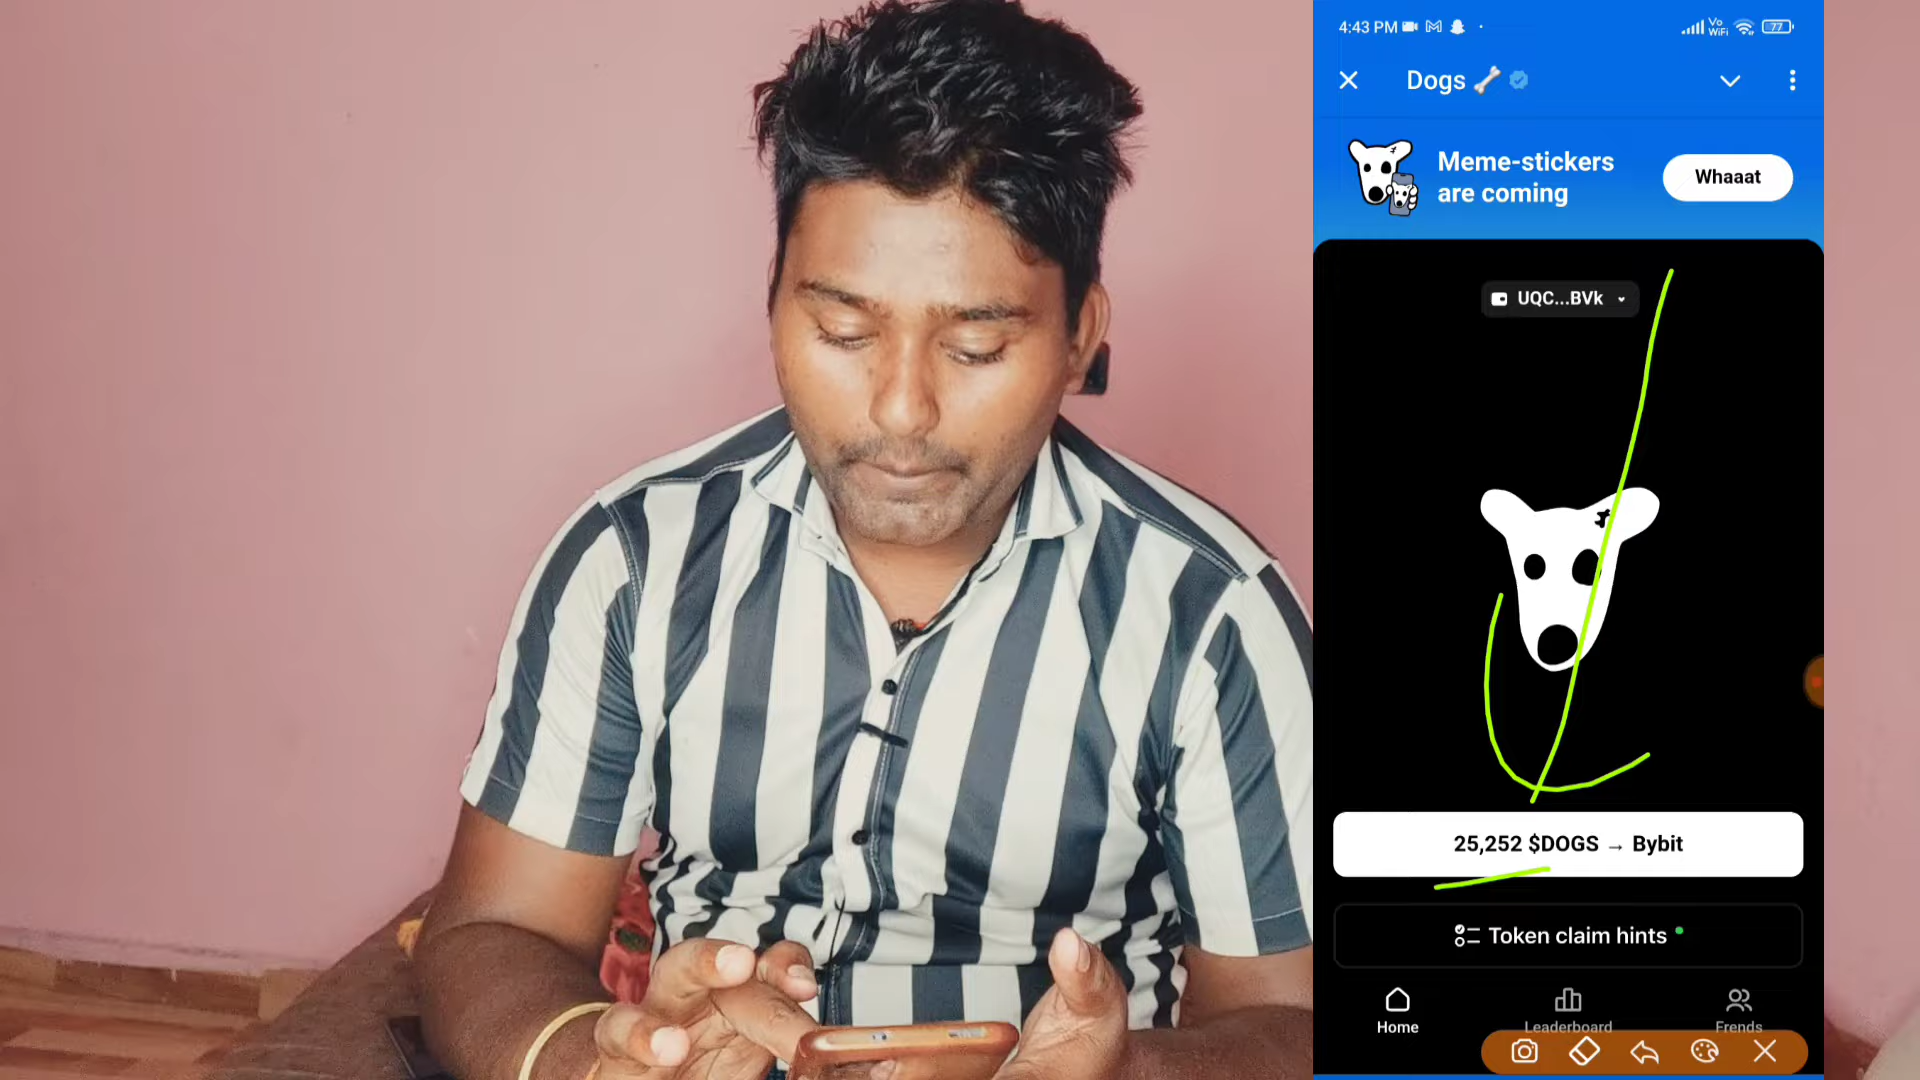 4:43 PM
Vo
WiFi
77
Dogs
Meme-stickers
are coming
Whaaat
UQC...BVk
25,252 $DOGS → Bybit
Token claim hints
Home
Leaderboard
Frends